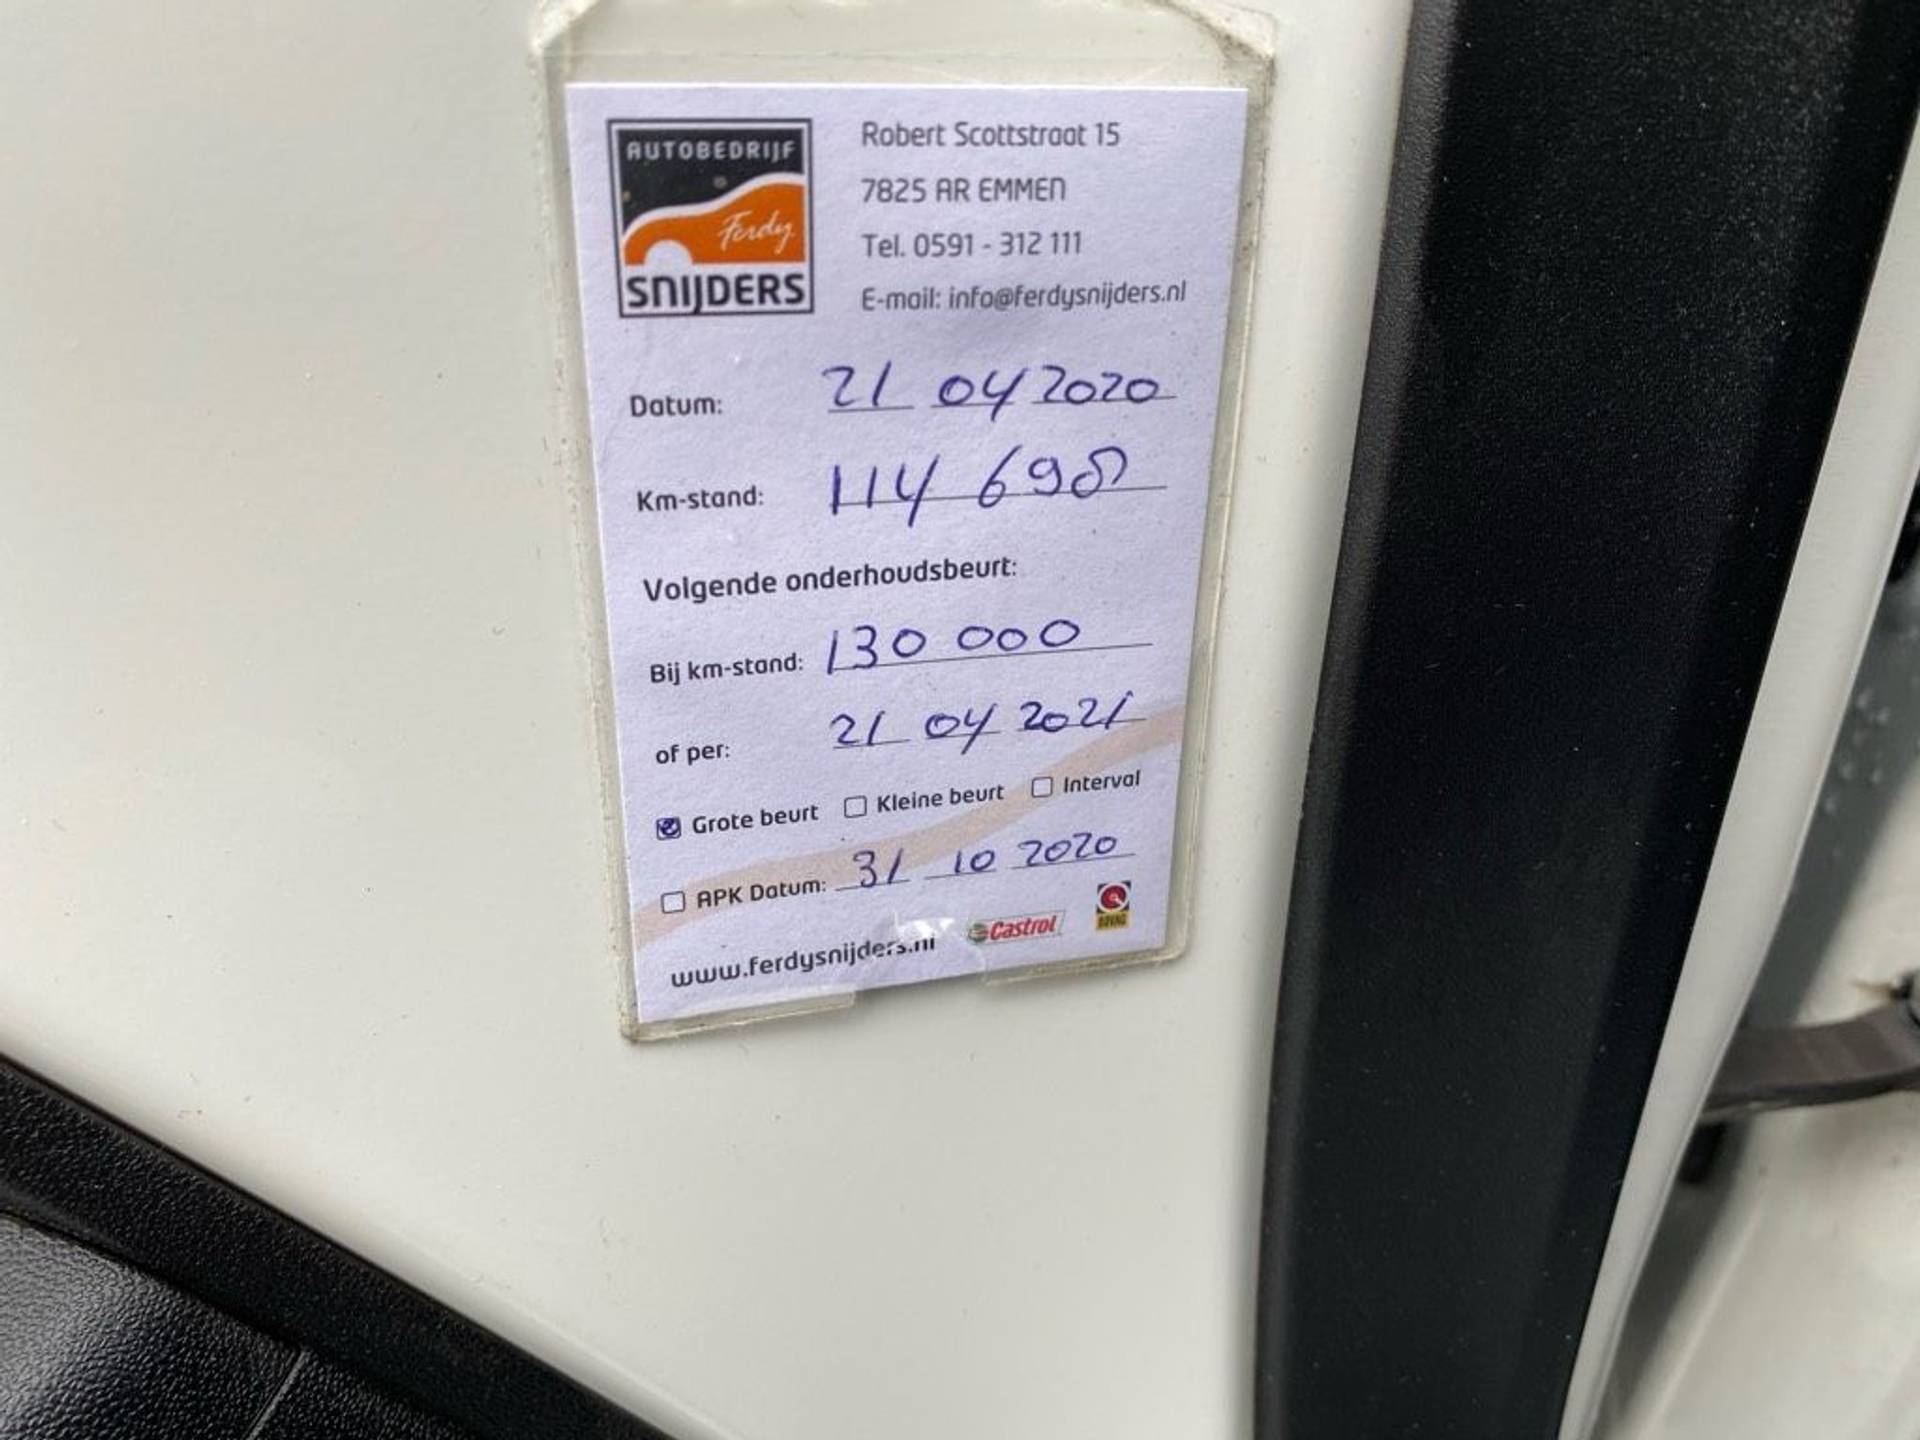 AUTOBEDRIJF
Ferdy
SNIJDERS
Robert Scottstraat 15
7825 AR EMMEN
Tel. 0591 - 312 111
E-mail: info@ferdysnijders.nl
Datum: 21 04 2020
Km-stand: 114 698
Volgende onderhoudsbeurt:
Bij km-stand: 130 000
of per: 21 04 2021
Grote beurt Kleine beurt Interval
APK Datum: 31 10 2020
www.ferdysnijders.nl Castrol BOVAG